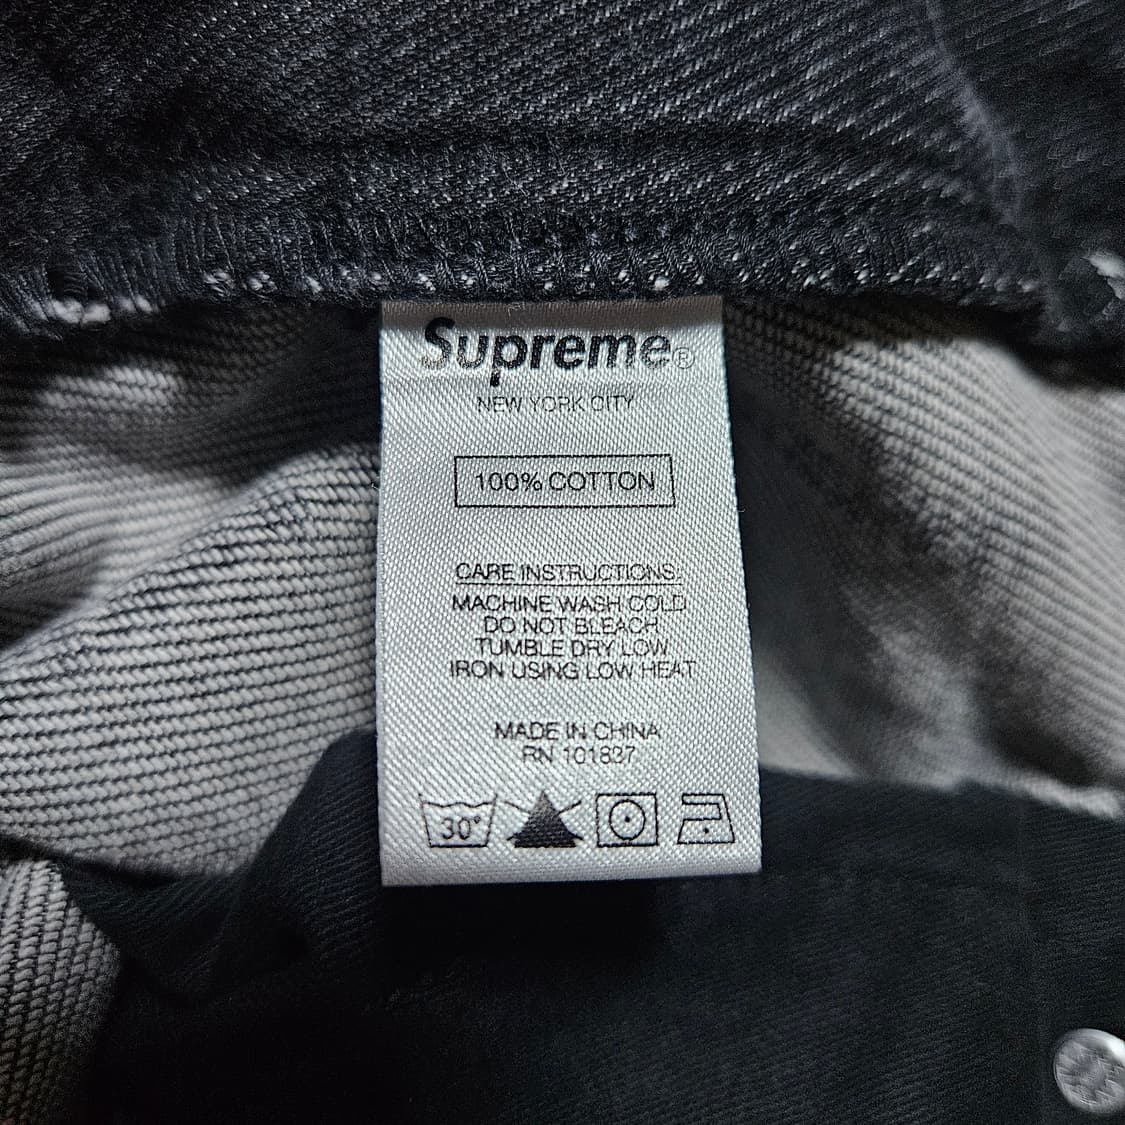 Supreme®
NEW YORK CITY
100% COTTON
CARE INSTRUCTIONS:
MACHINE WASH COLD
DO NOT BLEACH
TUMBLE DRY LOW
IRON USING LOW HEAT
MADE IN CHINA
RN 101837
30°